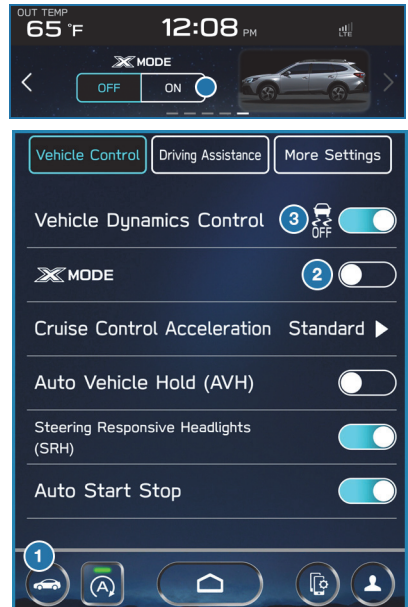 OUT TEMP
65 °F
12:08 PM
LTE
X MODE
OFF ON
Vehicle Control Driving Assistance More Settings
Vehicle Dynamics Control 3 OFF
X MODE 2
Cruise Control Acceleration Standard
Auto Vehicle Hold (AVH)
Steering Responsive Headlights
(SRH)
Auto Start Stop
1
A